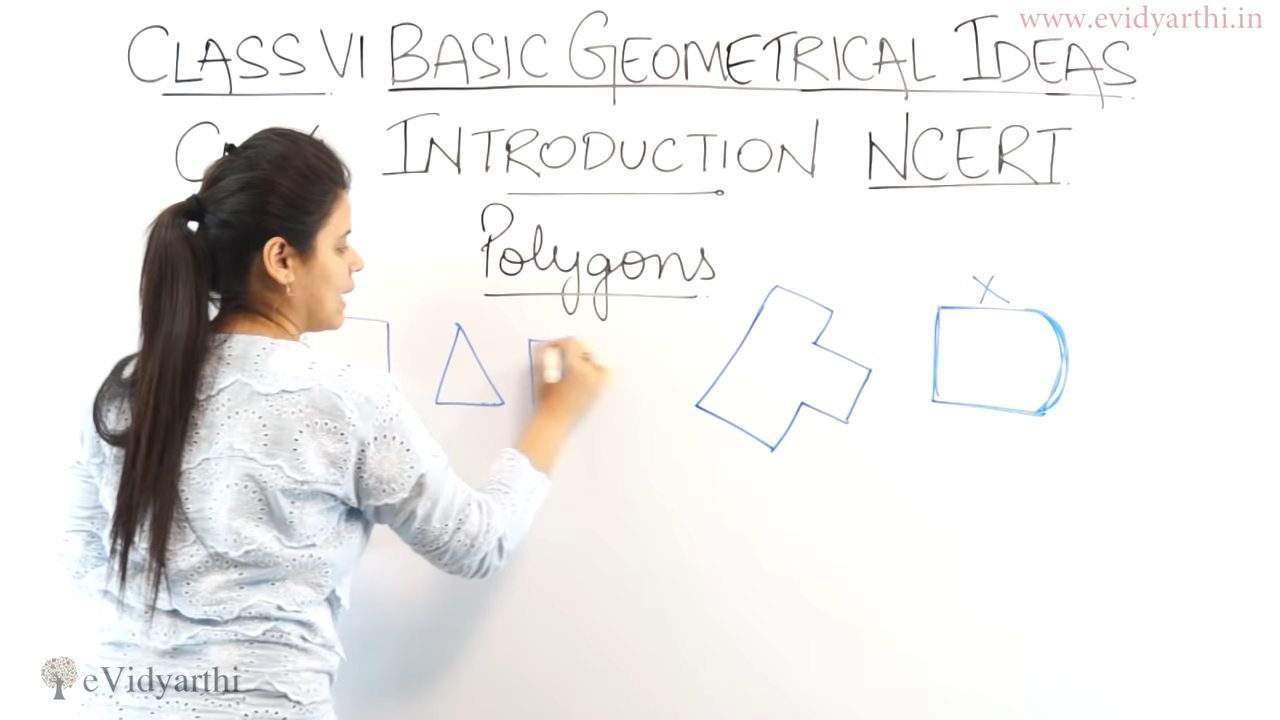 www.evidyarthi.in
CLASS VI BASIC GEOMETRICAL IDEAS
INTRODUCTION NCERT
Polygons
X
eVidyarthi